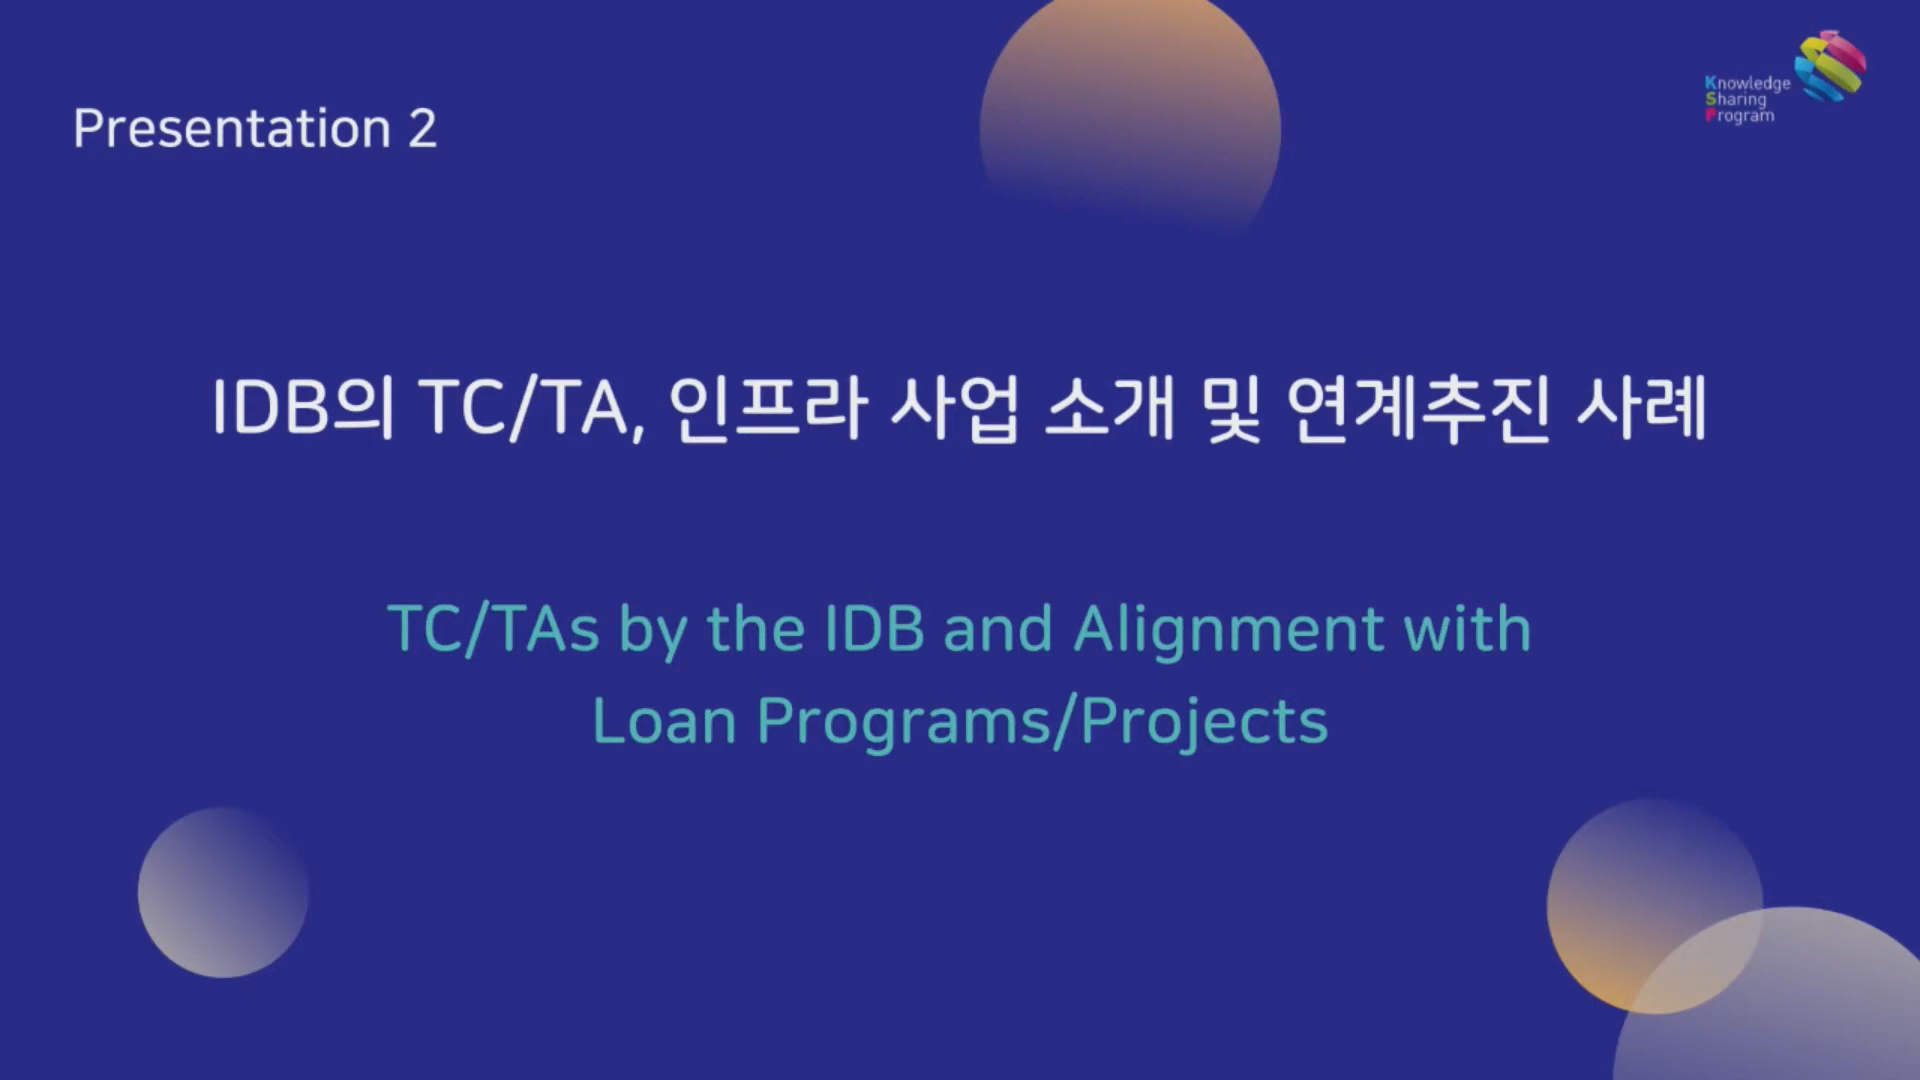 Presentation 2
Knowledge
Sharing
Program
IDB의 TC/TA, 인프라 사업 소개 및 연계추진 사례
TC/TAs by the IDB and Alignment with
Loan Programs/Projects